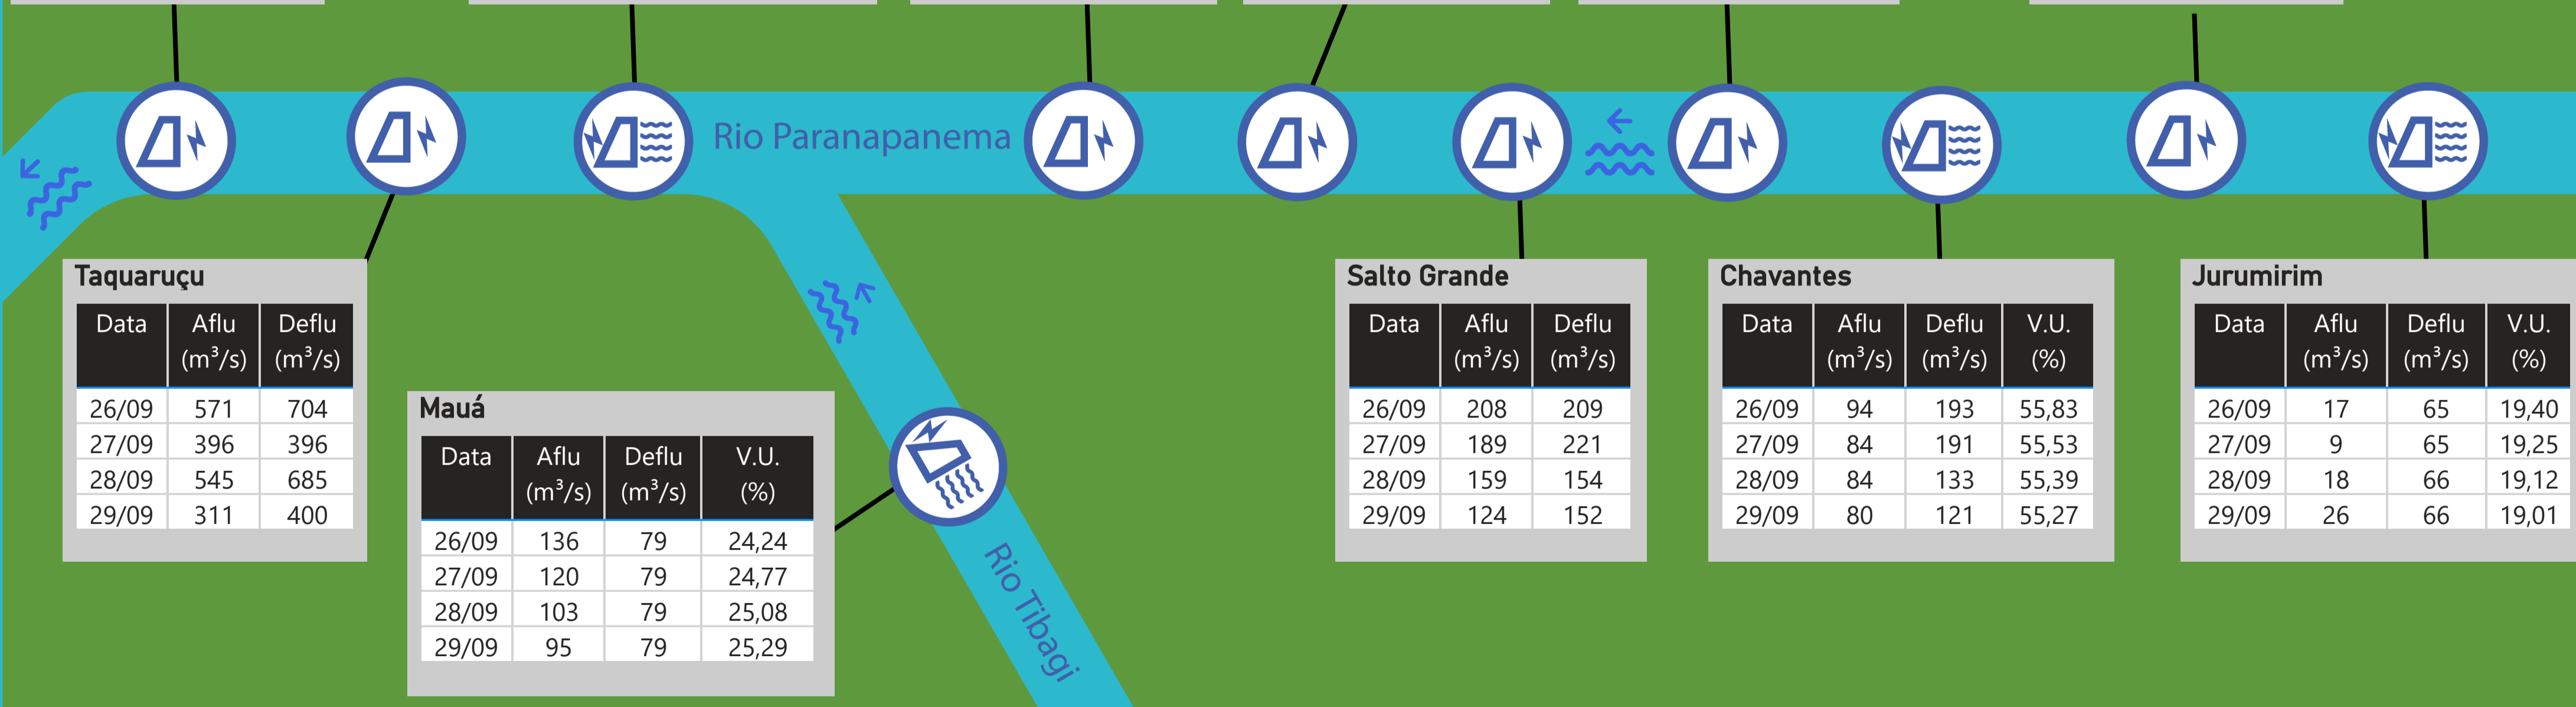 Rio Paranapanema
Taquaruçu
Data Aflu (m³/s) Deflu (m³/s)
26/09 571 704
27/09 396 396
28/09 545 685
29/09 311 400
Mauá
Data Aflu (m³/s) Deflu (m³/s) V.U. (%)
26/09 136 79 24,24
27/09 120 79 24,77
28/09 103 79 25,08
29/09 95 79 25,29
Rio Tibagi
Salto Grande
Data Aflu (m³/s) Deflu (m³/s)
26/09 208 209
27/09 189 221
28/09 159 154
29/09 124 152
Chavantes
Data Aflu (m³/s) Deflu (m³/s) V.U. (%)
26/09 94 193 55,83
27/09 84 191 55,53
28/09 84 133 55,39
29/09 80 121 55,27
Jurumirim
Data Aflu (m³/s) Deflu (m³/s) V.U. (%)
26/09 17 65 19,40
27/09 9 65 19,25
28/09 18 66 19,12
29/09 26 66 19,01